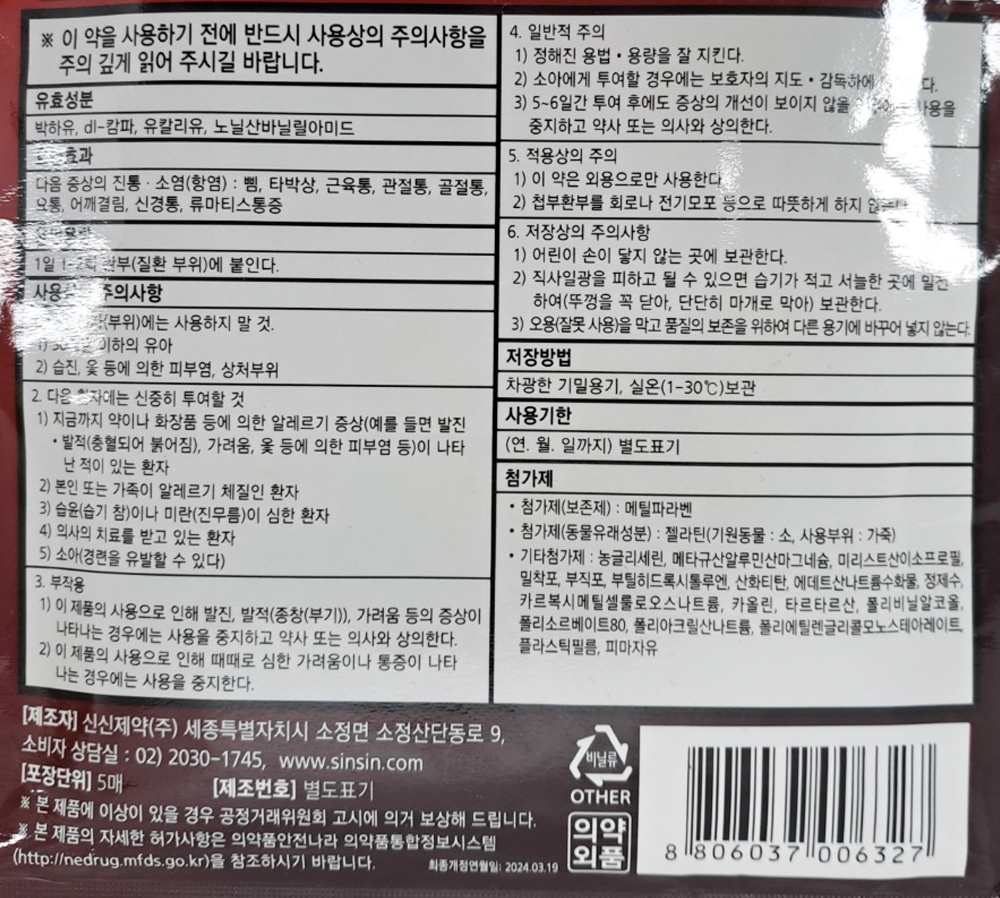 ※ 이 약을 사용하기 전에 반드시 사용상의 주의사항을
주의 깊게 읽어 주시길 바랍니다.
유효성분
박하유, dl-캄파, 유칼리유, 노닐산바닐릴아미드
효과
다음 증상의 진통·소염(항염) : 삠, 타박상, 근육통, 관절통, 골절통,
요통, 어깨결림, 신경통, 류마티스통증
1일 환부(질환 부위)에 붙인다.
주의사항
(부위)에는 사용하지 말 것.
이하의 유아
2) 습진, 옻 등에 의한 피부염, 상처부위
2. 다음 환자에는 신중히 투여할 것
1) 지금까지 약이나 화장품 등에 의한 알레르기 증상(예를 들면 발진
• 발적(충혈되어 붉어짐), 가려움, 옻 등에 의한 피부염 등)이 나타
난 적이 있는 환자
2) 본인 또는 가족이 알레르기 체질인 환자
3) 습윤(습기 참)이나 미란(진무름)이 심한 환자
4) 의사의 치료를 받고 있는 환자
5) 소아(경련을 유발할 수 있다)
3. 부작용
1) 이 제품의 사용으로 인해 발진, 발적(종창(부기)), 가려움 등의 증상이
나타나는 경우에는 사용을 중지하고 약사 또는 의사와 상의한다.
2) 이 제품의 사용으로 인해 때때로 심한 가려움이나 통증이 나타
나는 경우에는 사용을 중지한다.
4. 일반적 주의
1) 정해진 용법•용량을 잘 지킨다.
2) 소아에게 투여할 경우에는 보호자의 지도•감독하에
3) 5~6일간 투여 후에도 증상의 개선이 보이지 않을 사용을
중지하고 약사 또는 의사와 상의한다.
5. 적용상의 주의
1) 이 약은 외용으로만 사용한다
2) 첩부환부를 회로나 전기모포 등으로 따뜻하게 하지
6. 저장상의 주의사항
1) 어린이 손이 닿지 않는 곳에 보관한다.
2) 직사일광을 피하고 될 수 있으면 습기가 적고 서늘한 곳에 밀전
하여(뚜껑을 꼭 닫아, 단단히 마개로 막아) 보관한다.
3) 오용(잘못 사용)을 막고 품질의 보존을 위하여 다른 용기에 바꾸어 넣지 않는다.
저장방법
차광한 기밀용기, 실온(1-30℃)보관
사용기한
(연. 월. 일까지) 별도표기
첨가제
• 첨가제(보존제) : 메틸파라벤
• 첨가제(동물유래성분) : 젤라틴(기원동물 : 소, 사용부위 : 가죽)
• 기타첨가제 : 농글리세린, 메타규산알루민산마그네슘, 미리스트산이소프로필,
밀착포, 부직포, 부틸히드록시톨루엔, 산화티탄, 에데트산나트륨수화물, 정제수,
카르복시메틸셀룰로오스나트륨, 카올린, 타르타르산, 폴리비닐알코올,
폴리소르베이트80, 폴리아크릴산나트륨, 폴리에틸렌글리콜모노스테아레이트,
플라스틱필름, 피마자유
[제조자] 신신제약(주) 세종특별자치시 소정면 소정산단동로 9,
소비자 상담실 : 02) 2030-1745, www.sinsin.com
[포장단위] 5매 [제조번호] 별도표기
※ 본 제품에 이상이 있을 경우 공정거래위원회 고시에 의거 보상해 드립니다.
※ 본 제품의 자세한 허가사항은 의약품안전나라 의약품통합정보시스템
(http://nedrug.mfds.go.kr)을 참조하시기 바랍니다. 최종개정연월일: 2024.03.19
비닐류
OTHER
의약
외품
8 806037 006327